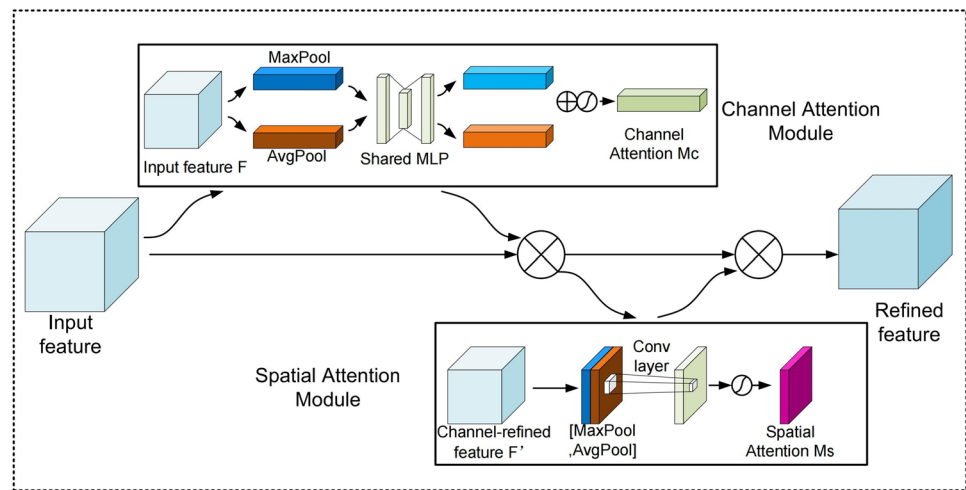 MaxPool
Input feature F
AvgPool
Shared MLP
Channel
Attention Mc
Channel Attention
Module
Input
feature
Refined
feature
Spatial Attention
Module
Conv
layer
Channel-refined
feature F’
[MaxPool
,AvgPool]
Spatial
Attention Ms